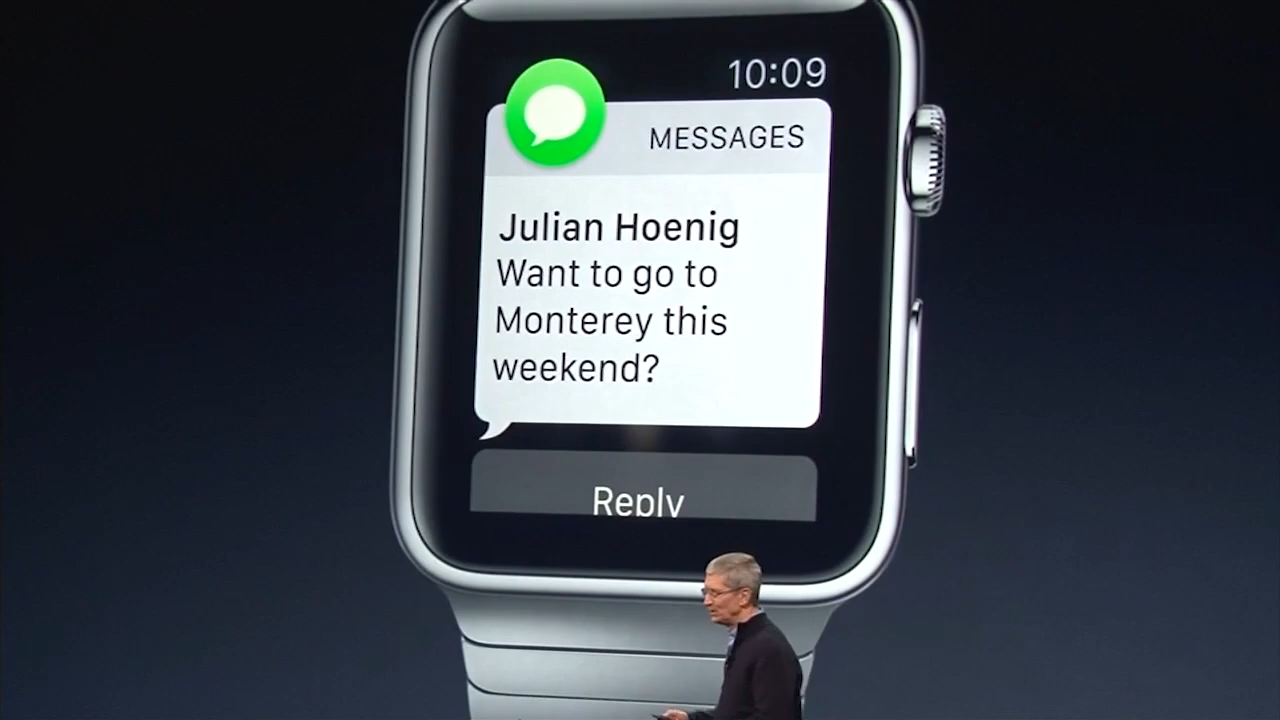 10:09
MESSAGES
Julian Hoenig
Want to go to
Monterey this
weekend?
Reply